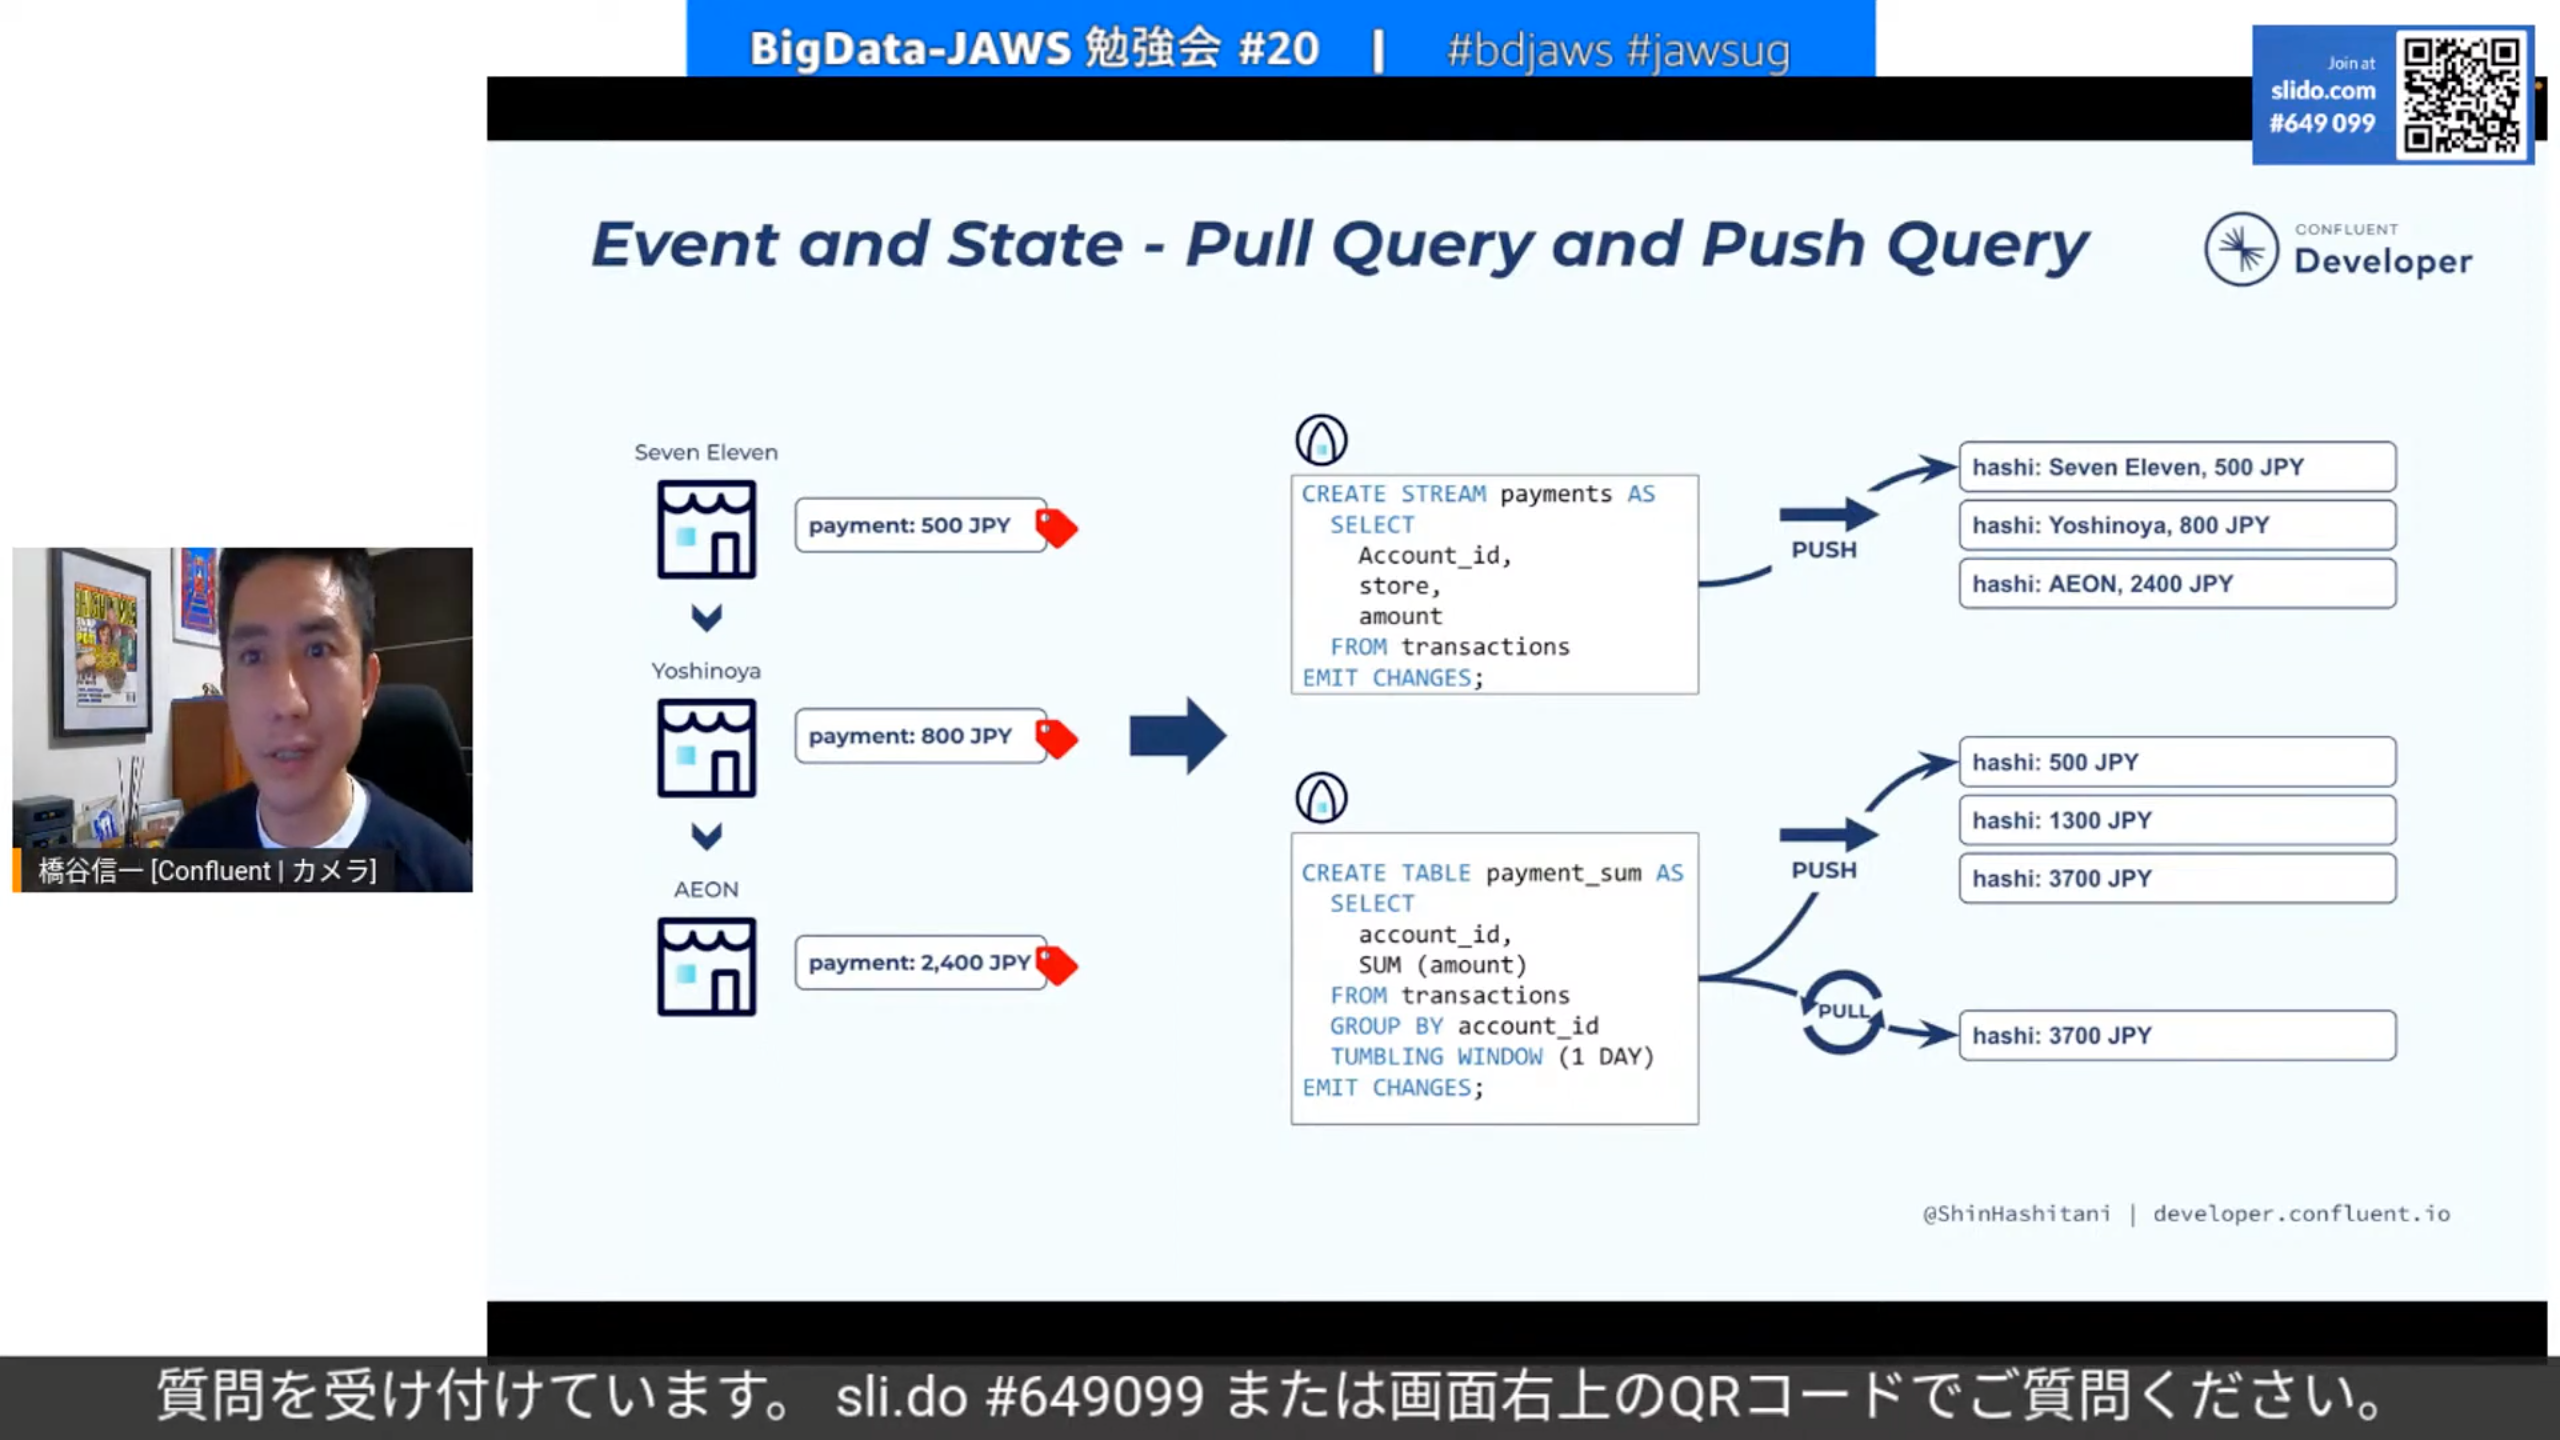 BigData-JAWS 勉強会 #20 | #bdjaws #jawsug
Join at
slido.com
#649 099
Event and State - Pull Query and Push Query
CONFLUENT
Developer
Seven Eleven
payment: 500 JPY
Yoshinoya
payment: 800 JPY
AEON
payment: 2,400 JPY
CREATE STREAM payments AS
SELECT
Account_id,
store,
amount
FROM transactions
EMIT CHANGES;
PUSH
hashi: Seven Eleven, 500 JPY
hashi: Yoshinoya, 800 JPY
hashi: AEON, 2400 JPY
CREATE TABLE payment_sum AS
SELECT
account_id,
SUM (amount)
FROM transactions
GROUP BY account_id
TUMBLING WINDOW (1 DAY)
EMIT CHANGES;
PUSH
hashi: 500 JPY
hashi: 1300 JPY
hashi: 3700 JPY
PULL
hashi: 3700 JPY
@ShinHashitani | developer.confluent.io
橋谷信一 [Confluent | カメラ]
質問を受け付けています。 sli.do #649099 または画面右上のQRコードでご質問ください。